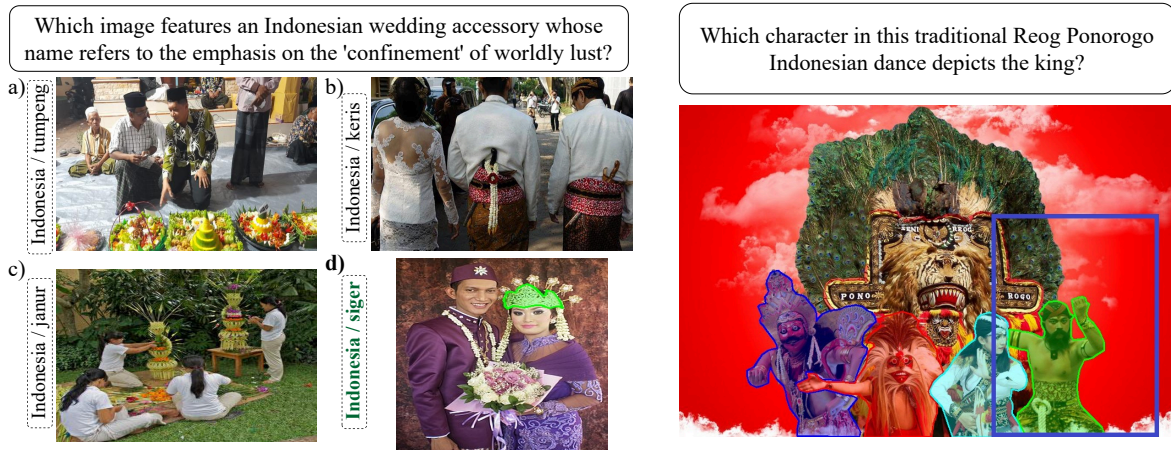 Which image features an Indonesian wedding accessory whose
name refers to the emphasis on the 'confinement' of worldly lust?
a)
Indonesia / tumpeng
b)
Indonesia / keris
c)
Indonesia / janur
d)
Indonesia / siger
Which character in this traditional Reog Ponorogo
Indonesian dance depicts the king?
SENI REOG
PONO ROGO